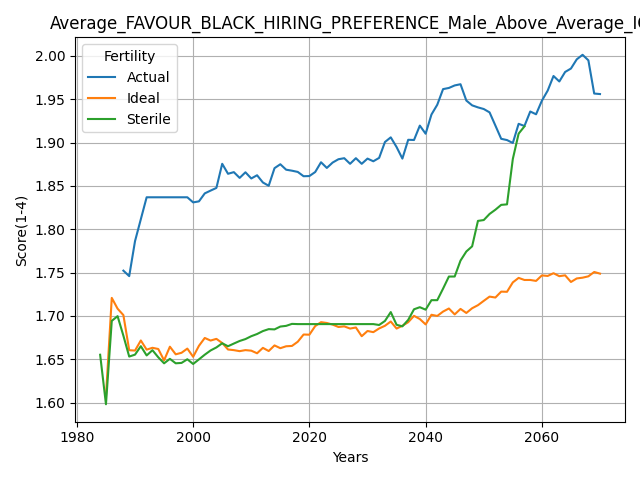 Average_FAVOUR_BLACK_HIRING_PREFERENCE_Male_Above_Average_I
Fertility
Actual
Ideal
Sterile
Score(1-4)
2.00
1.95
1.90
1.85
1.80
1.75
1.70
1.65
1.60
1980
2000
2020
2040
2060
Years